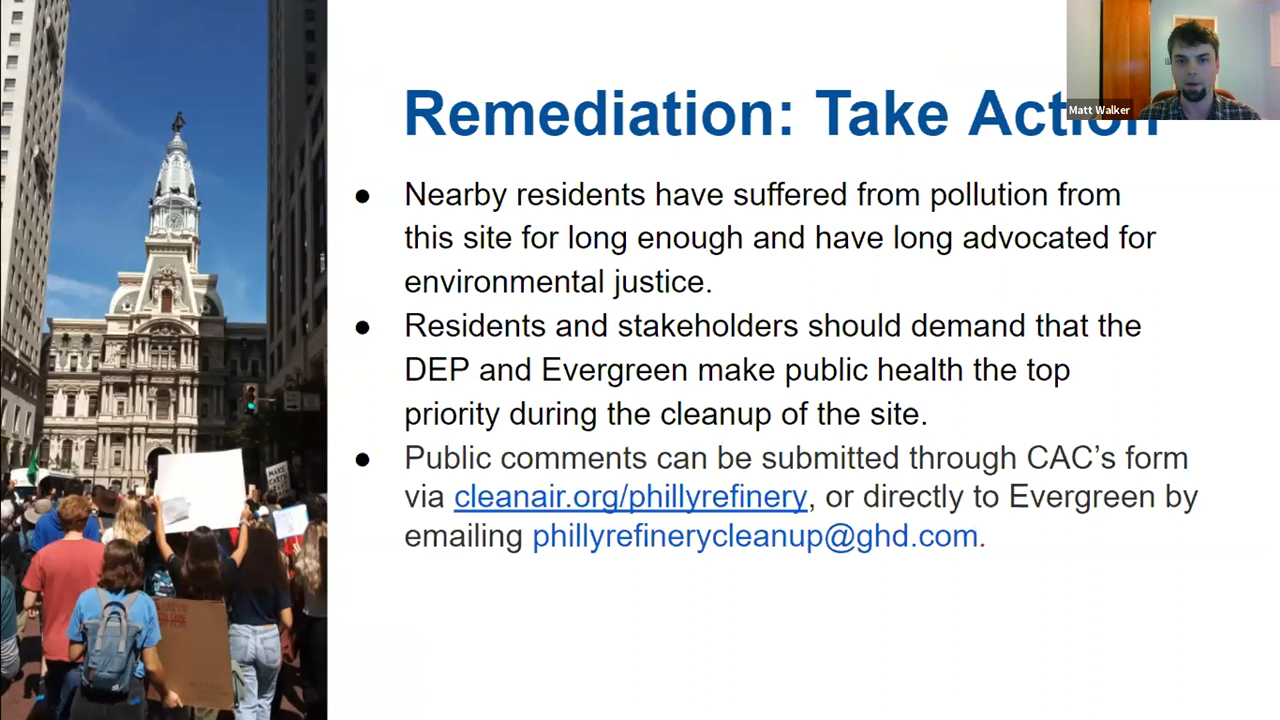 Remediation: Take Action
Matt Walker
● Nearby residents have suffered from pollution from
this site for long enough and have long advocated for
environmental justice.
● Residents and stakeholders should demand that the
DEP and Evergreen make public health the top
priority during the cleanup of the site.
● Public comments can be submitted through CAC’s form
via cleanair.org/phillyrefinery, or directly to Evergreen by
emailing phillyrefinerycleanup@ghd.com.
MAKE